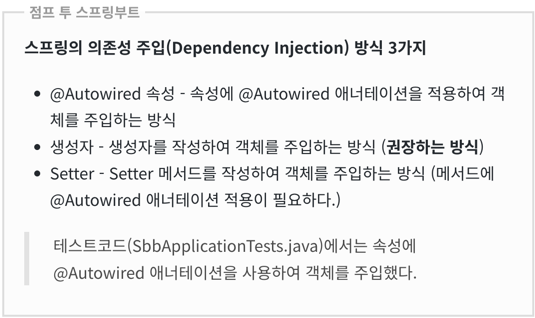 점프 투 스프링부트
스프링의 의존성 주입(Dependency Injection) 방식 3가지
• @Autowired 속성 - 속성에 @Autowired 애너테이션을 적용하여 객
체를 주입하는 방식
• 생성자 - 생성자를 작성하여 객체를 주입하는 방식 (권장하는 방식)
• Setter - Setter 메서드를 작성하여 객체를 주입하는 방식 (메서드에
@Autowired 애너테이션 적용이 필요하다.)
테스트코드(SbbApplicationTests.java)에서는 속성에
@Autowired 애너테이션을 사용하여 객체를 주입했다.